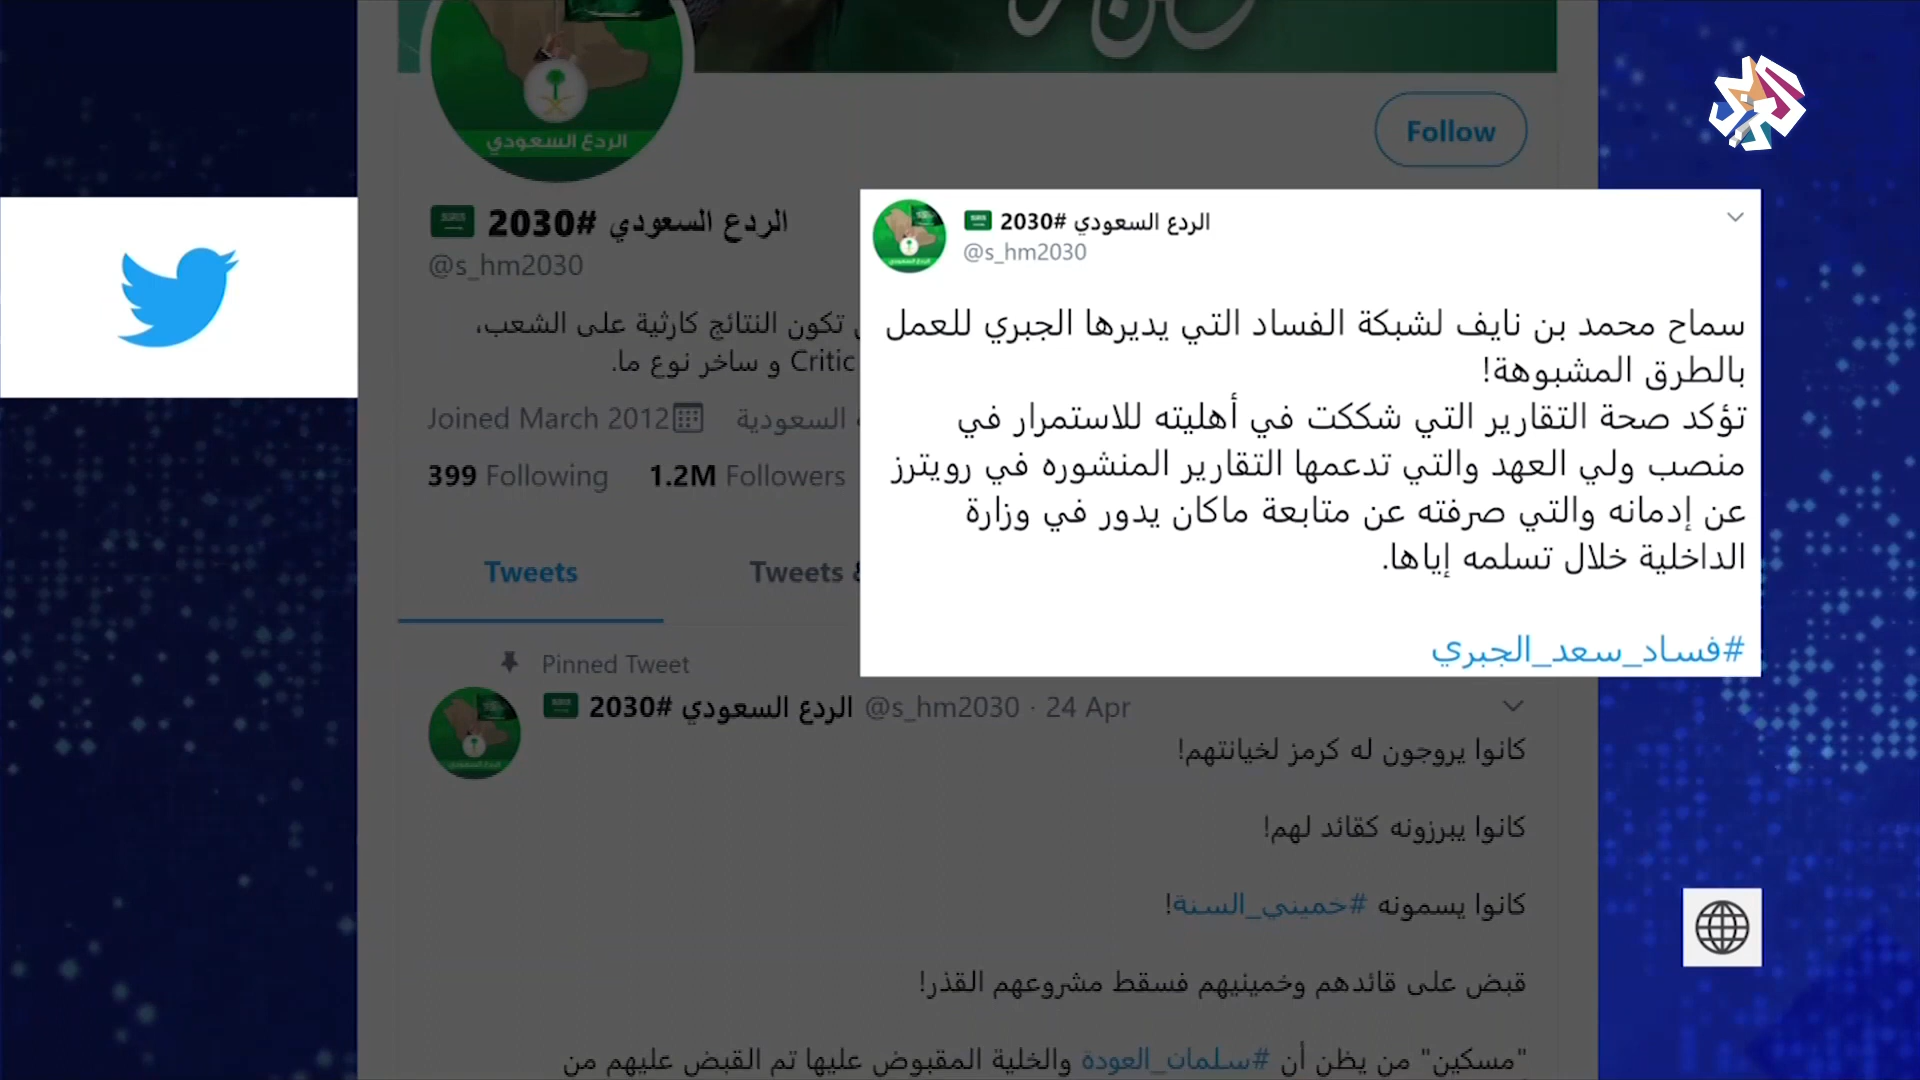 الردع السعودي
Follow
الردع السعودي #2030
@s_hm2030
تكون النتائج كارثية على الشعب،
Critic و ساخر نوع ما.
Joined March 2012
السعودية
399 Following 1.2M Followers
Tweets
Tweets &
Pinned Tweet
الردع السعودي #2030 @s_hm2030 · 24 Apr
كانوا يروجون له كرمز لخيانتهم!
كانوا يبرزونه كقائد لهم!
كانوا يسمونه #خميني_السنة!
قبض على قائدهم وخمينيهم فسقط مشروعهم القذر!
"مسكين" من يظن أن #سلمان_العودة والخلية المقبوض عليها تم القبض عليهم من
الردع السعودي #2030
@s_hm2030
سماح محمد بن نايف لشبكة الفساد التي يديرها الجبري للعمل
بالطرق المشبوهة!
تؤكد صحة التقارير التي شككت في أهليته للاستمرار في
منصب ولي العهد والتي تدعمها التقارير المنشوره في رويترز
عن إدمانه والتي صرفته عن متابعة ماكان يدور في وزارة
الداخلية خلال تسلمه إياها.
#فساد_سعد_الجبري